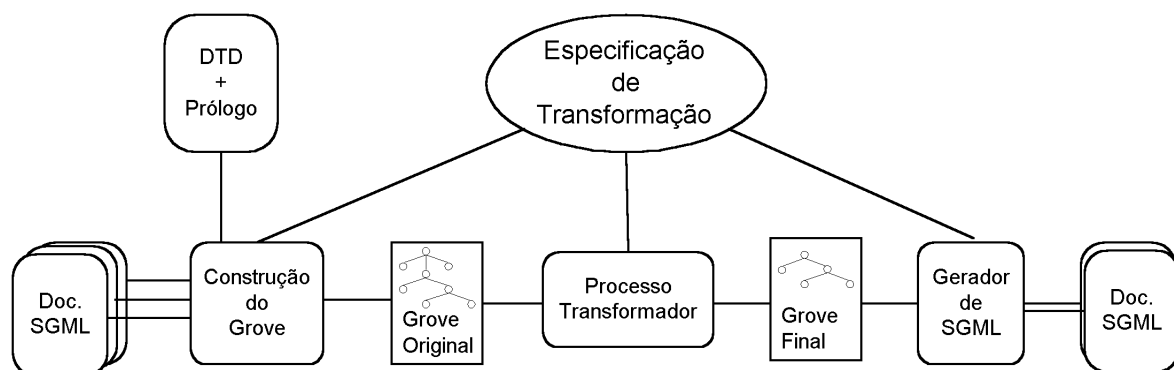 DTD
+
Prólogo
Especificação
de
Transformação
Doc.
SGML
Construção
do
Grove
Grove
Original
Processo
Transformador
Grove
Final
Gerador
de
SGML
Doc.
SGML